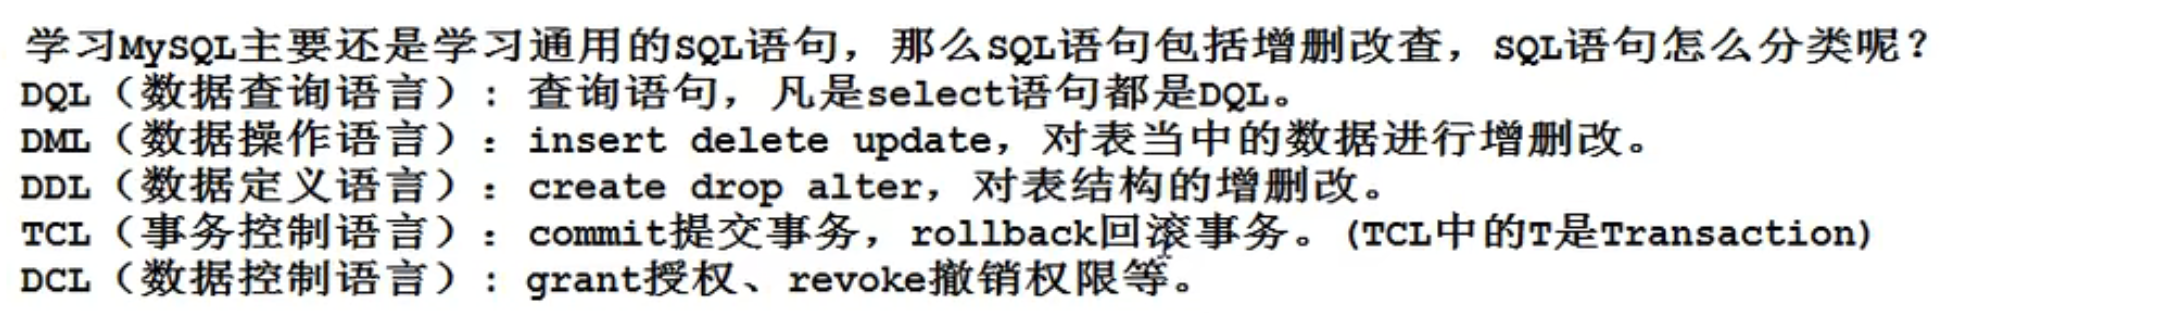 学习MySQL主要还是学习通用的SQL语句，那么SQL语句包括增删改查，SQL语句怎么分类呢？
DQL（数据查询语言）: 查询语句，凡是select语句都是DQL。
DML（数据操作语言）: insert delete update，对表当中的数据进行增删改。
DDL（数据定义语言）: create drop alter，对表结构的增删改。
TCL（事务控制语言）: commit提交事务，rollback回滚事务。(TCL中的T是Transaction)
DCL（数据控制语言）: grant授权、revoke撤销权限等。